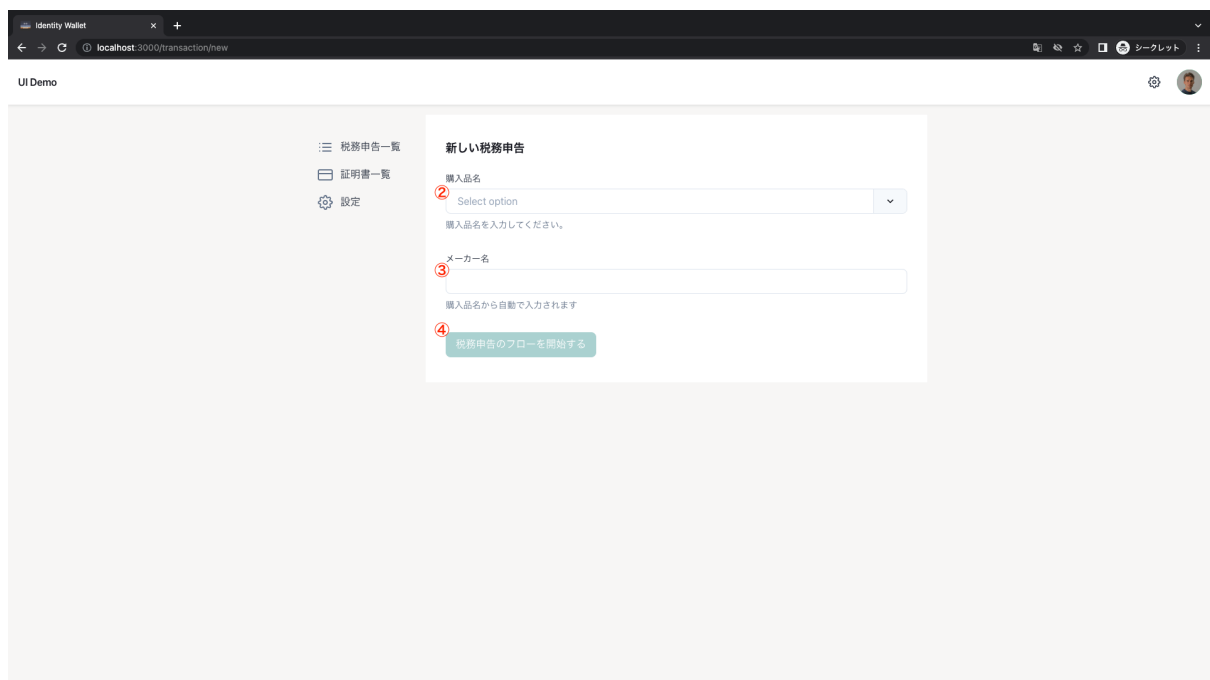 Identity Wallet
localhost:3000/transaction/new
シークレット
UI Demo
税務申告一覧
証明書一覧
設定
新しい税務申告
購入品名
②
Select option
購入品名を入力してください。
メーカー名
③
購入品名から自動で入力されます
④
税務申告のフローを開始する